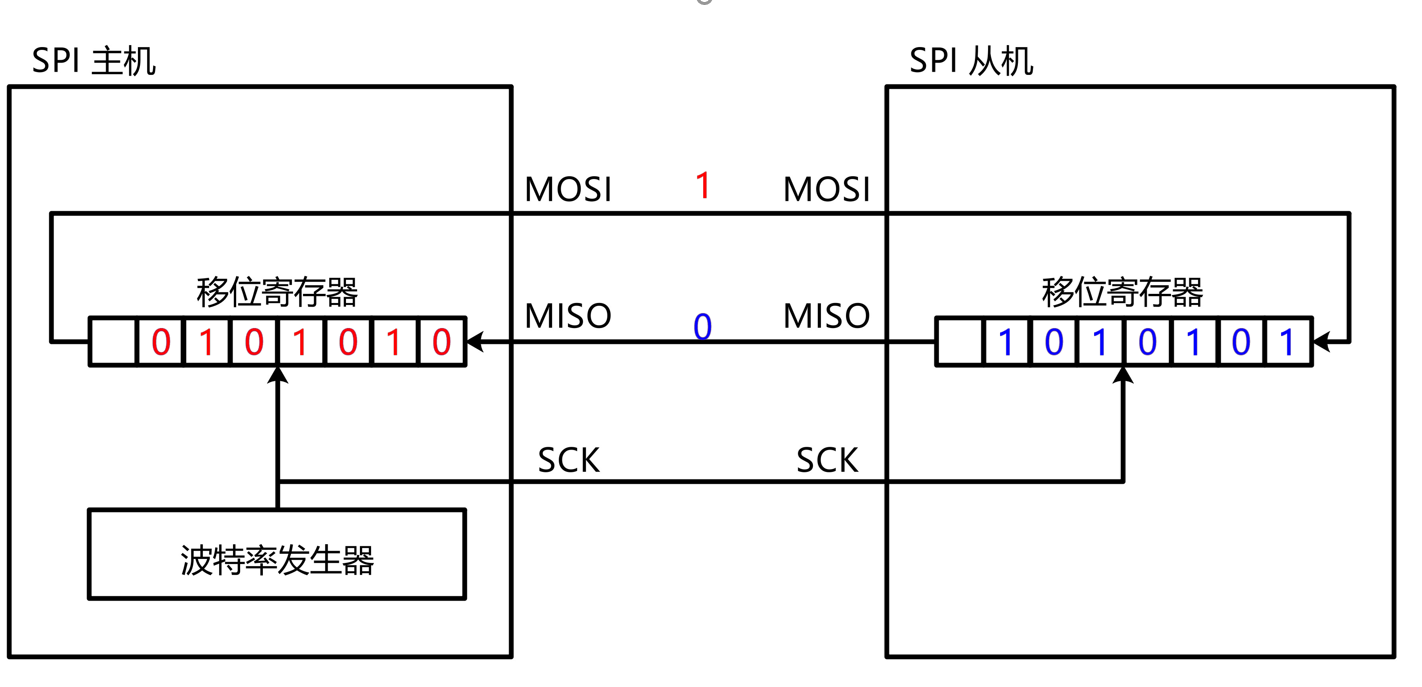 SPI 主机
SPI 从机
MOSI 1 MOSI
移位寄存器
移位寄存器
MISO 0 MISO
0 1 0 1 0 1 0
1 0 1 0 1 0 1
SCK SCK
波特率发生器